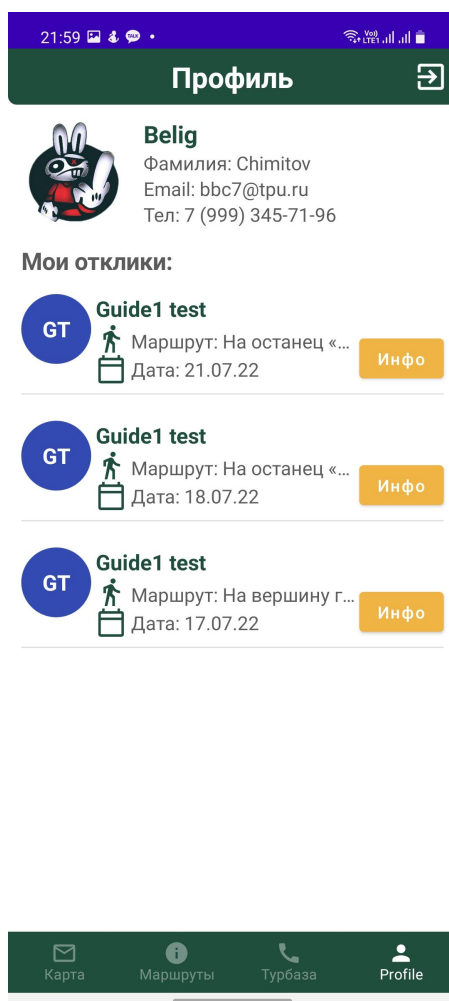 21:59
Профиль
Belig
Фамилия: Chimitov
Email: bbc7@tpu.ru
Тел: 7 (999) 345-71-96
Мои отклики:
GT
Guide1 test
Маршрут: На останец «...
Дата: 21.07.22
Инфо
GT
Guide1 test
Маршрут: На останец «...
Дата: 18.07.22
Инфо
GT
Guide1 test
Маршрут: На вершину г...
Дата: 17.07.22
Инфо
Карта
Маршруты
Турбаза
Profile